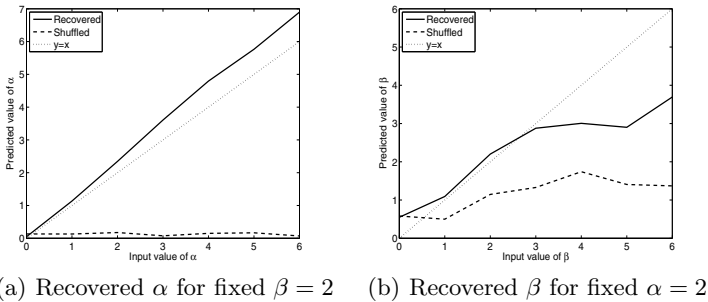 7
6
5
4
3
2
1
0
Predicted value of α
Recovered
Shuffled
y=x
0 1 2 3 4 5 6
Input value of α
(a) Recovered α for fixed β = 2
6
5
4
3
2
1
0
Predicted value of β
Recovered
Shuffled
y=x
0 1 2 3 4 5 6
Input value of β
(b) Recovered β for fixed α = 2